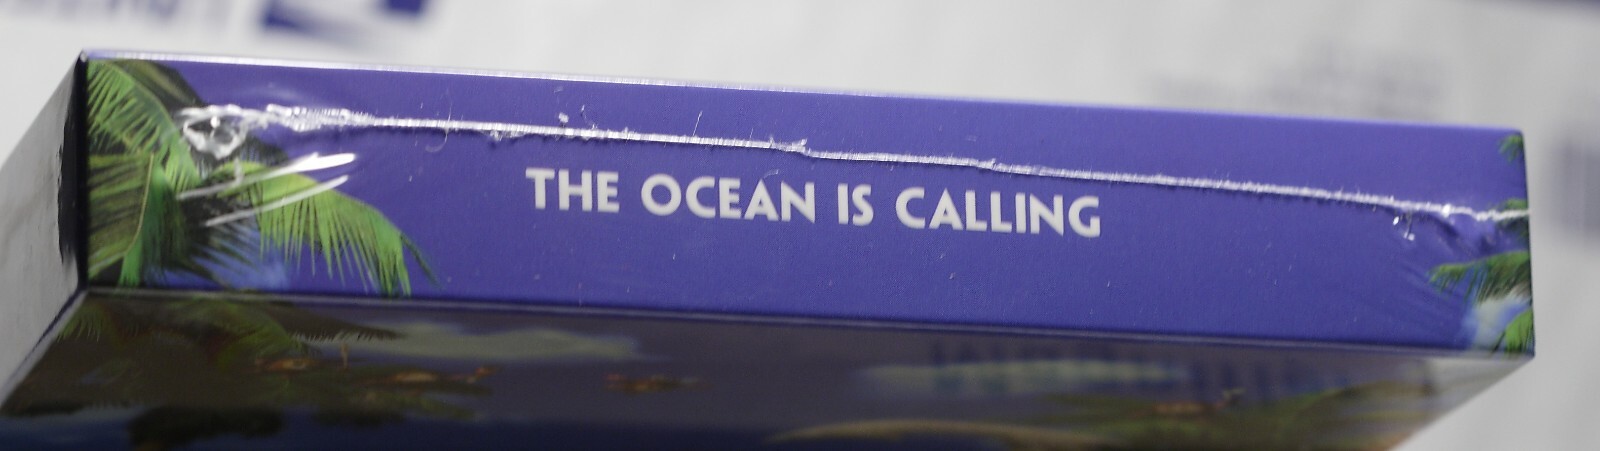 THE OCEAN IS CALLING